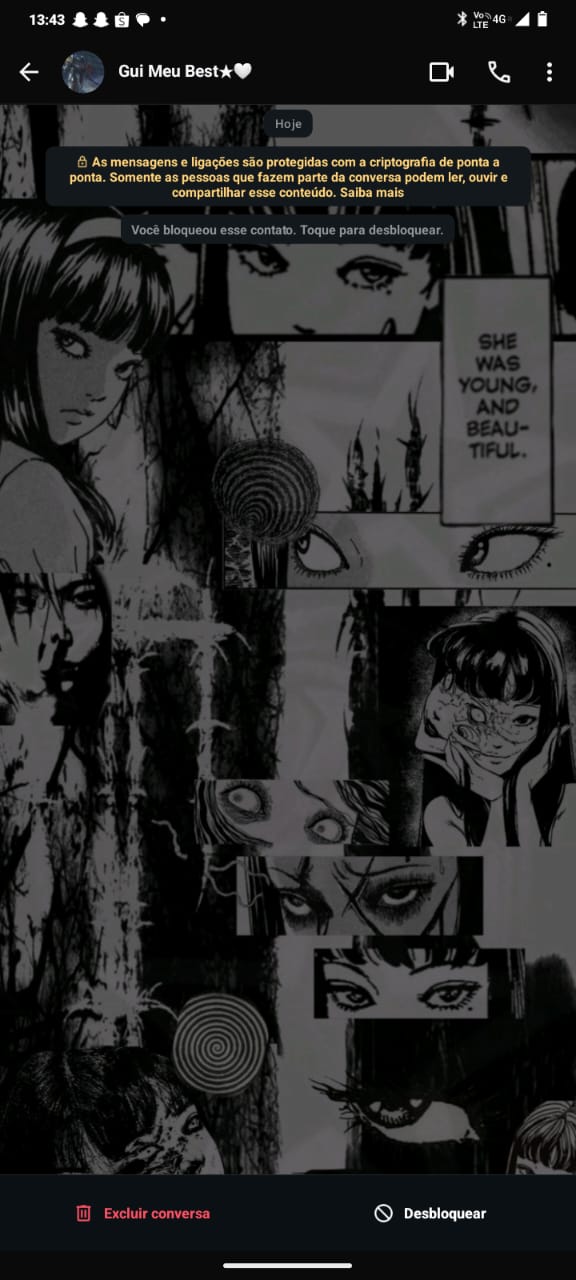 13:43
Vo
LTE
4G
Gui Meu Best★🤍
Hoje
As mensagens e ligações são protegidas com a criptografia de ponta a
ponta. Somente as pessoas que fazem parte da conversa podem ler, ouvir e
compartilhar esse conteúdo. Saiba mais
Você bloqueou esse contato. Toque para desbloquear.
SHE
WAS
YOUNG,
AND
BEAU-
TIFUL.
Excluir conversa
Desbloquear